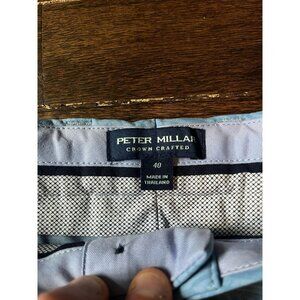 PETER MILLAR
CROWN CRAFTED
40
MADE IN
THAILAND